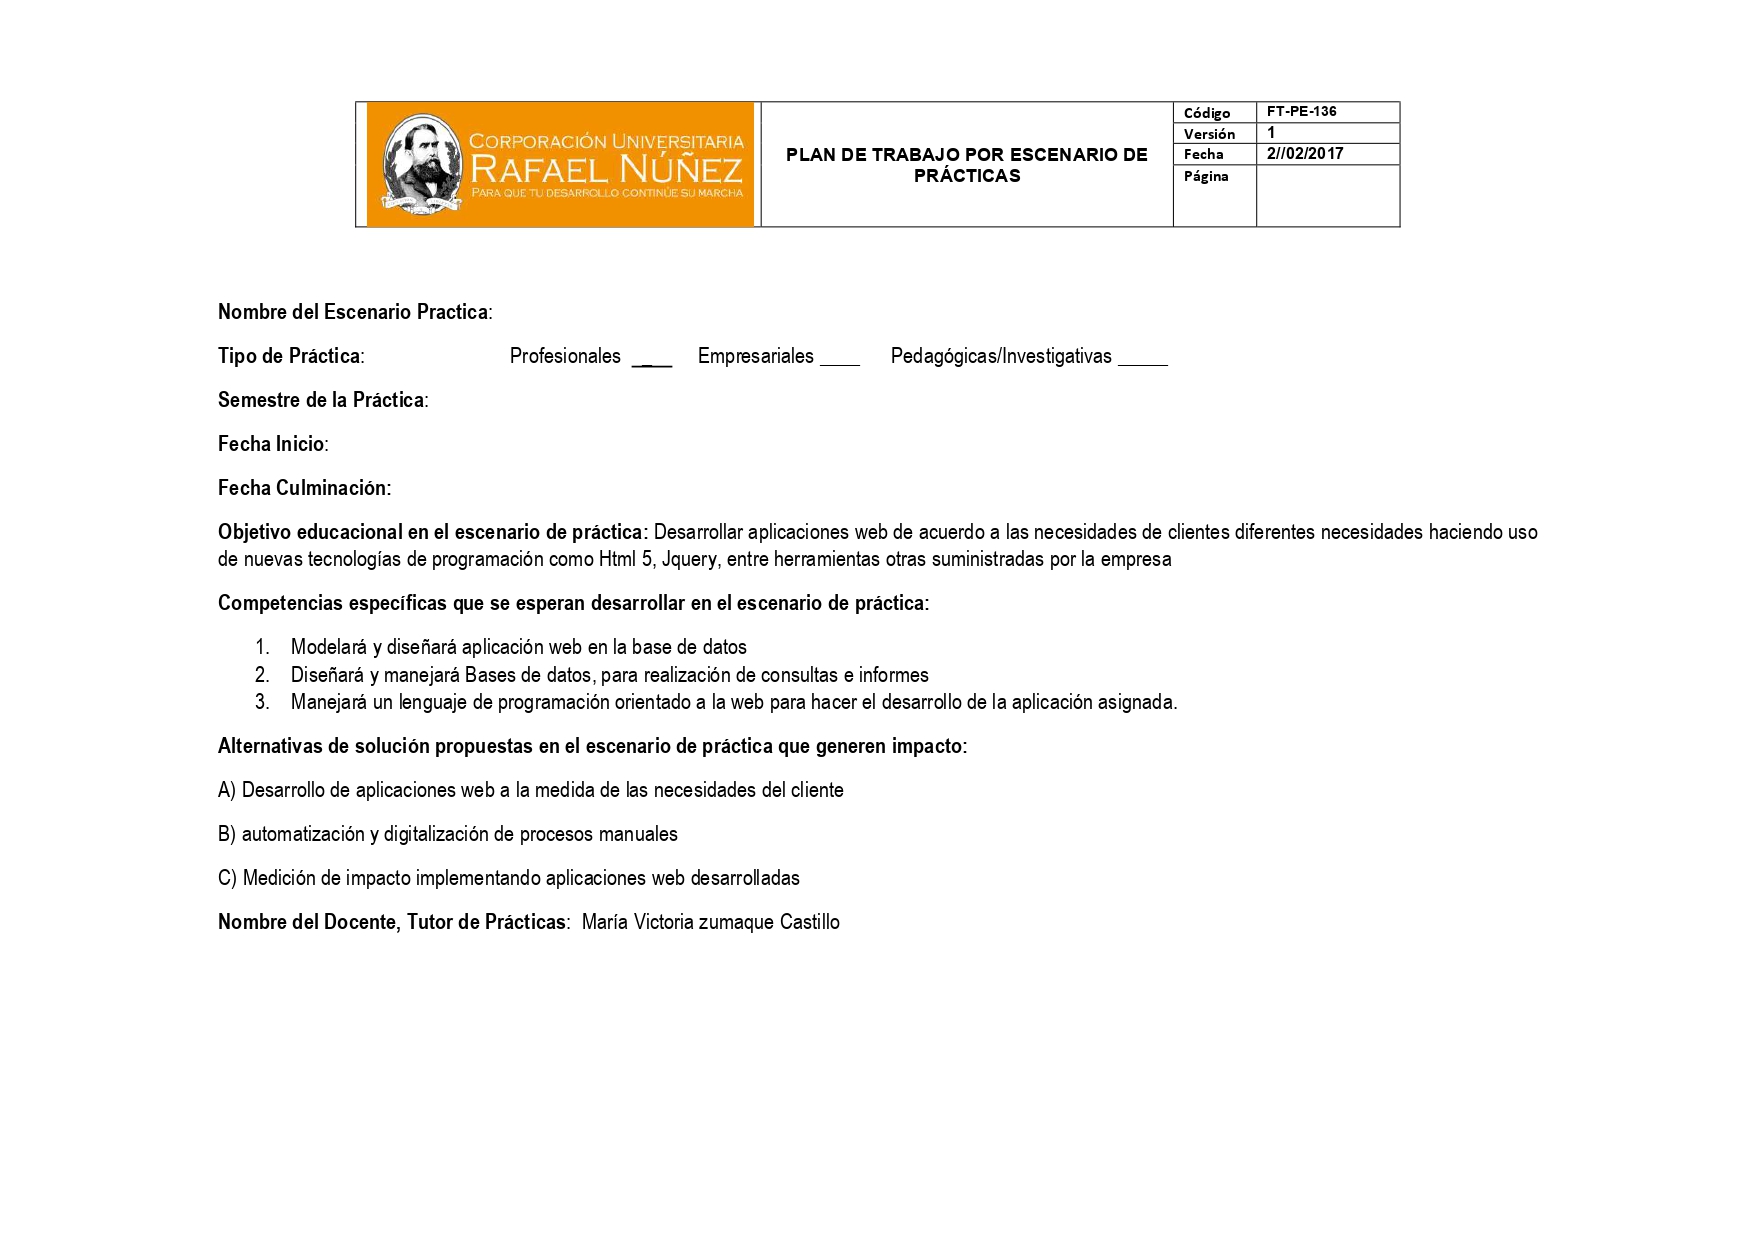 CORPORACIÓN UNIVERSITARIA
RAFAEL NÚÑEZ
PARA QUE TU DESARROLLO CONTINÚE SU MARCHA
PLAN DE TRABAJO POR ESCENARIO DE
PRÁCTICAS
Código FT-PE-136
Versión 1
Fecha 2//02/2017
Página
Nombre del Escenario Practica:
Tipo de Práctica: Profesionales ____ Empresariales ____ Pedagógicas/Investigativas _____
Semestre de la Práctica:
Fecha Inicio:
Fecha Culminación:
Objetivo educacional en el escenario de práctica: Desarrollar aplicaciones web de acuerdo a las necesidades de clientes diferentes necesidades haciendo uso
de nuevas tecnologías de programación como Html 5, Jquery, entre herramientas otras suministradas por la empresa
Competencias específicas que se esperan desarrollar en el escenario de práctica:
1. Modelará y diseñará aplicación web en la base de datos
2. Diseñará y manejará Bases de datos, para realización de consultas e informes
3. Manejará un lenguaje de programación orientado a la web para hacer el desarrollo de la aplicación asignada.
Alternativas de solución propuestas en el escenario de práctica que generen impacto:
A) Desarrollo de aplicaciones web a la medida de las necesidades del cliente
B) automatización y digitalización de procesos manuales
C) Medición de impacto implementando aplicaciones web desarrolladas
Nombre del Docente, Tutor de Prácticas: María Victoria zumaque Castillo